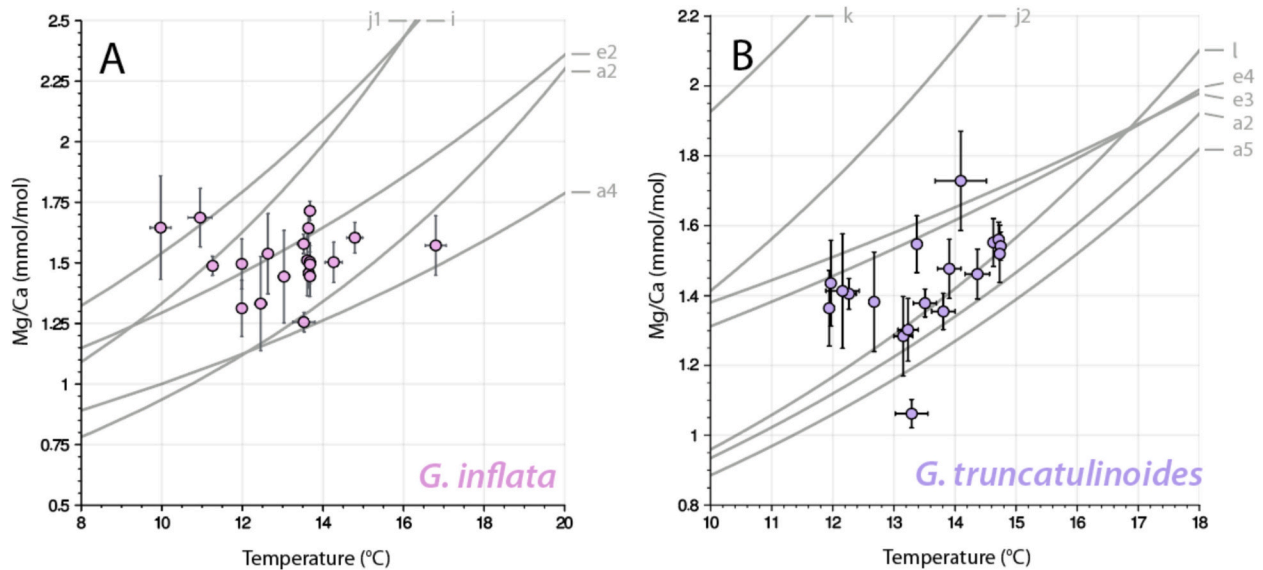 A
j1
i
e2
a2
a4
2.5
2.25
2
1.75
1.5
1.25
1
0.75
0.5
8
10
12
14
16
18
20
Mg/Ca (mmol/mol)
Temperature (°C)
G. inflata
B
k
j2
l
e4
e3
a2
a5
2.2
2
1.8
1.6
1.4
1.2
1
0.8
10
11
12
13
14
15
16
17
18
Mg/Ca (mmol/mol)
Temperature (°C)
G. truncatulinoides